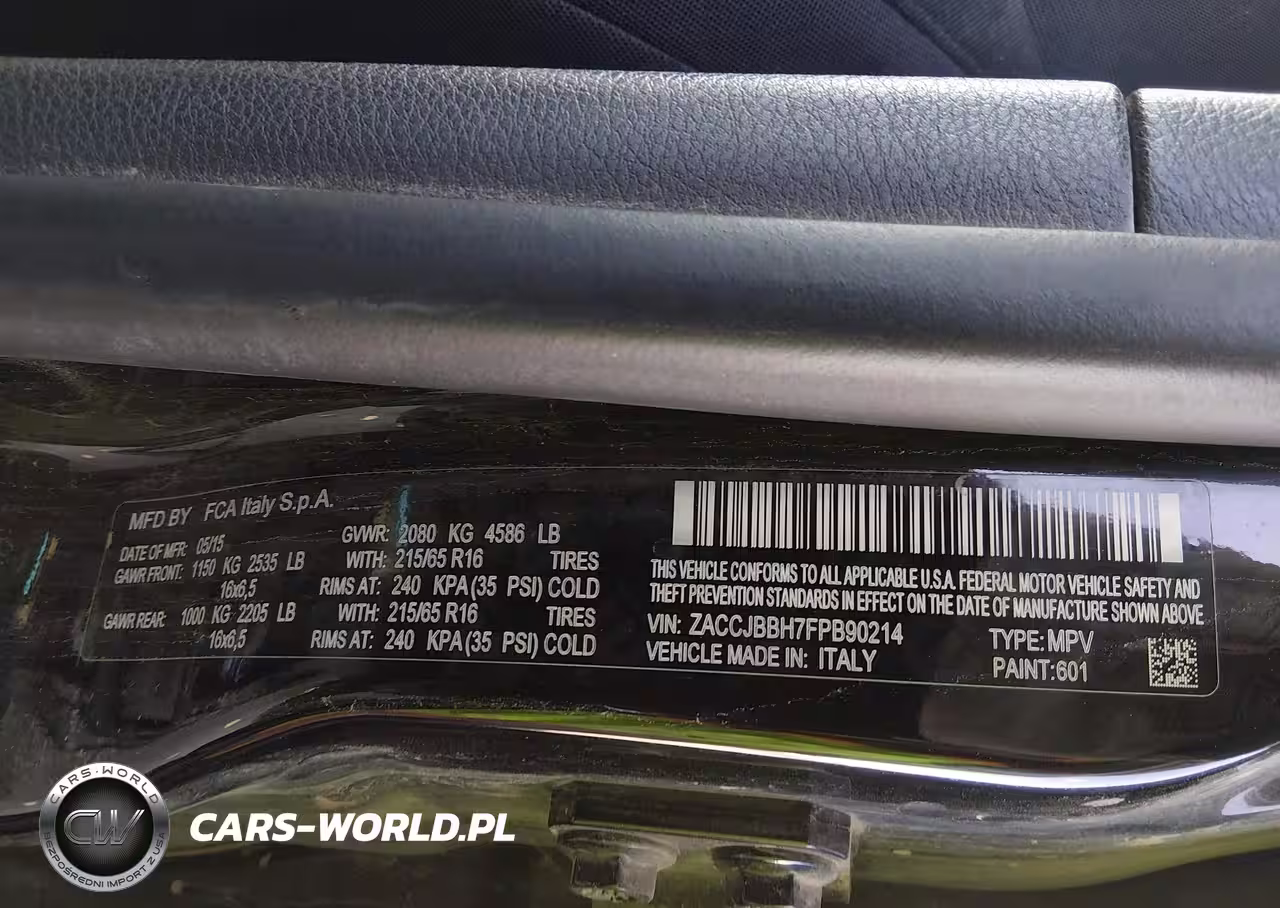 MFD BY FCA Italy S.p.A.
DATE OF MFR: 05/15
GVWR: 2080 KG 4586 LB
GAWR FRONT: 1150 KG 2535 LB WITH: 215/65 R16 TIRES
16x6,5 RIMS AT: 240 KPA(35 PSI) COLD
GAWR REAR: 1000 KG 2205 LB WITH: 215/65 R16 TIRES
16x6,5 RIMS AT: 240 KPA(35 PSI) COLD
THIS VEHICLE CONFORMS TO ALL APPLICABLE U.S.A. FEDERAL MOTOR VEHICLE SAFETY AND
THEFT PREVENTION STANDARDS IN EFFECT ON THE DATE OF MANUFACTURE SHOWN ABOVE
VIN: ZACCJBBH7FPB90214 TYPE: MPV
VEHICLE MADE IN: ITALY PAINT:601
CARS-WORLD
CW
BEZPOŚREDNI IMPORT Z USA
CARS-WORLD.PL